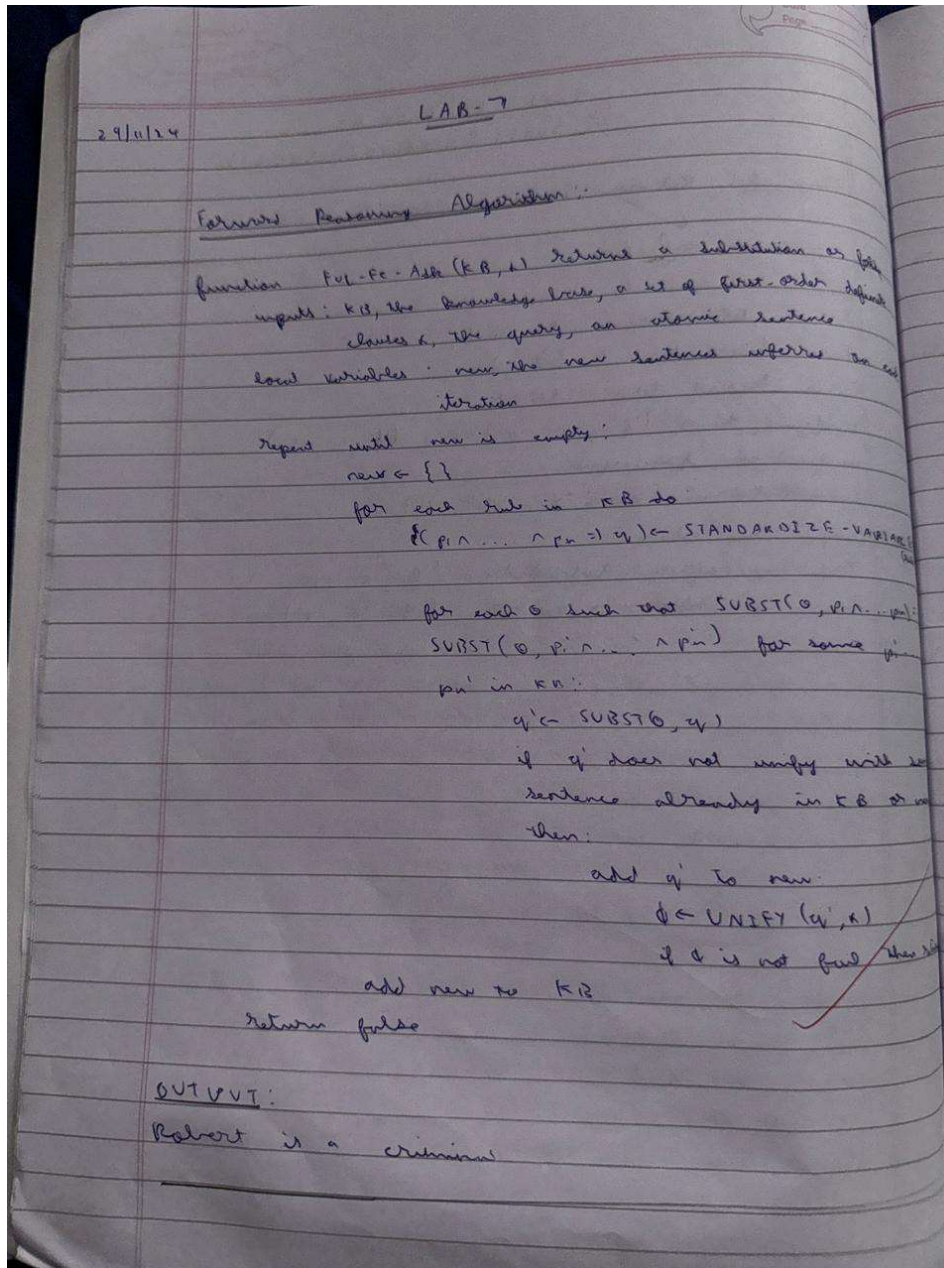 Page
LAB-7
29/11/24
Forward Reasoning Algorithm:
function FOL-FC-ASK (KB, α) returns a substitution or false
inputs: KB, the knowledge base, a set of first-order definite
clauses α, the query, an atomic sentence
local variables: new, the new sentences inferred on each
iteration
repeat until new is empty:
new ← { }
for each rule in KB do
(p1 ∧ ... ∧ pn => q) ← STANDARDIZE-VARIABLES
for each θ such that SUBST(θ, p1 ∧ ... pn) =
SUBST(θ, p1' ∧ ... ∧ pn') for some p1'
pn' in KB:
q' ← SUBST(θ, q)
if q' does not unify with
sentence already in KB or
then:
add q' to new
ϕ ← UNIFY (q', α)
if ϕ is not fail then
add new to KB
return false
OUTPUT:
Robert is a criminal